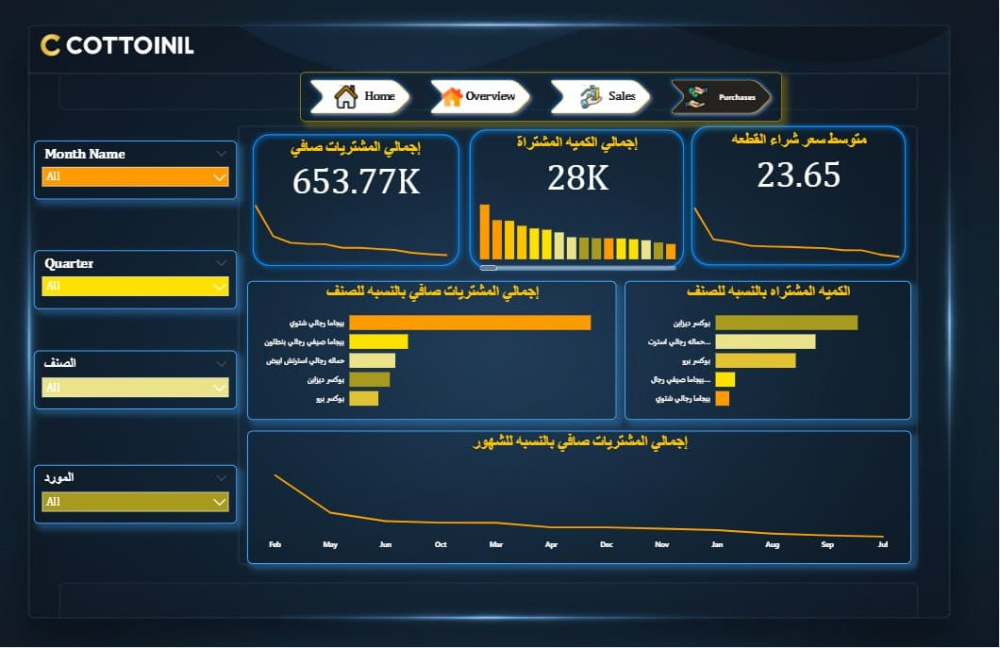 COTTOINIL
Home
Overview
Sales
Purchases
Month Name
All
Quarter
All
الصنف
All
المورد
All
إجمالي المشتريات صافي
653.77K
إجمالي الكميه المشتراة
28K
متوسط سعر شراء القطعه
23.65
إجمالي المشتريات صافي بالنسبه للصنف
بيجاما رجالي شتوي
بيجاما صيفي رجالي بنطلون
حماله رجالي استرتش ابيض
بوكسر ديزاين
بوكسر برو
الكميه المشتراه بالنسبه للصنف
بوكسر ديزاين
حماله رجالي استرت...
بوكسر برو
بيجاما صيفي رجال...
بيجاما رجالي شتوي
إجمالي المشتريات صافي بالنسبه للشهور
Feb May Jun Oct Mar Apr Dec Nov Jan Aug Sep Jul